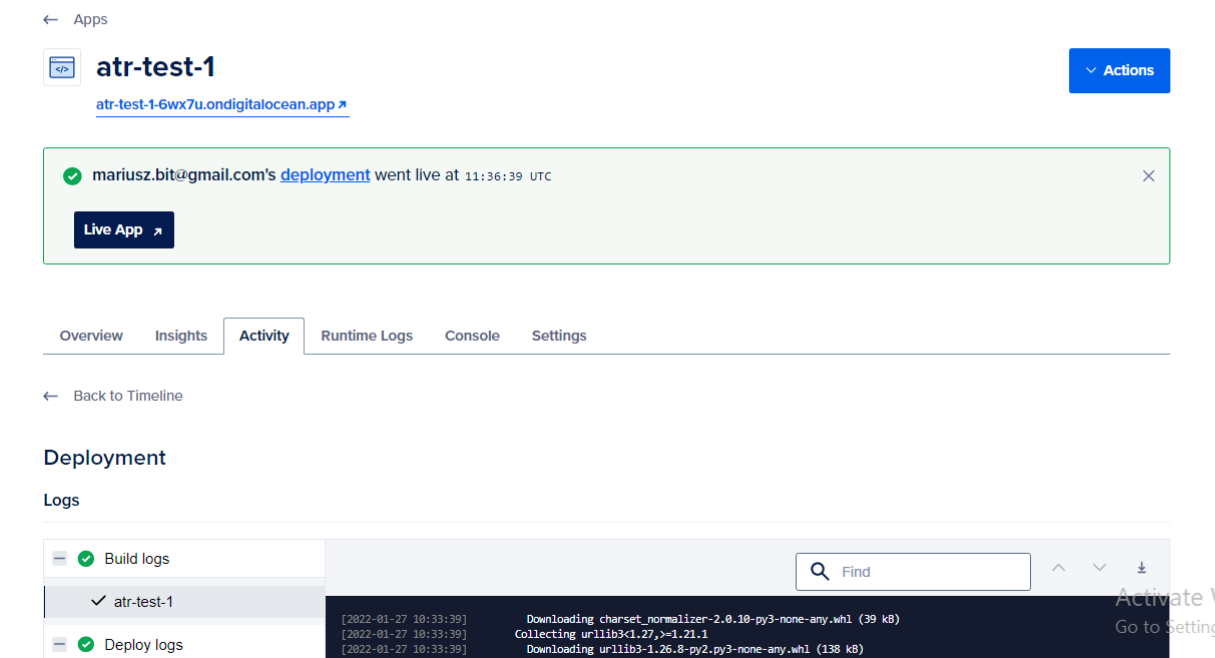 ← Apps
atr-test-1
Actions
atr-test-1-6wx7u.ondigitalocean.app
mariusz.bit@gmail.com's deployment went live at 11:36:39 UTC
Live App
Overview Insights Activity Runtime Logs Console Settings
← Back to Timeline
Deployment
Logs
Build logs
Find
atr-test-1
Deploy logs
[2022-01-27 10:33:39] Downloading charset_normalizer-2.0.10-py3-none-any.whl (39 kB)
[2022-01-27 10:33:39] Collecting urllib3<1.27,>=1.21.1
[2022-01-27 10:33:39] Downloading urllib3-1.26.8-py2.py3-none-any.whl (138 kB)
Activate W
Go to Setting